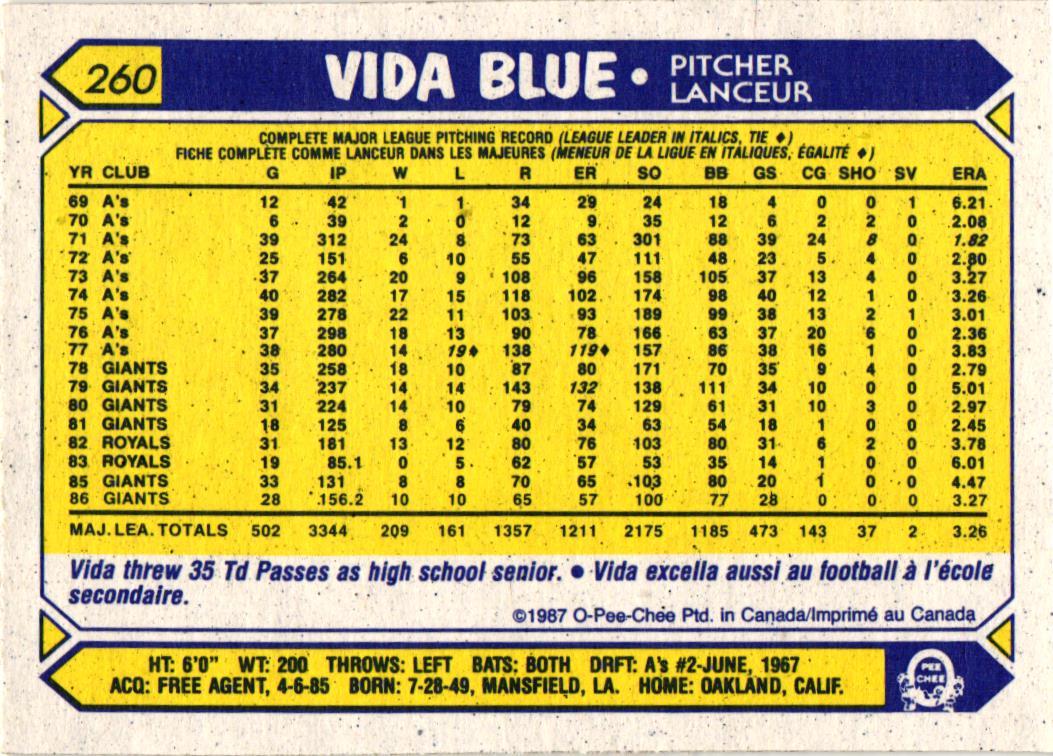 260
VIDA BLUE • PITCHER
LANCEUR
COMPLETE MAJOR LEAGUE PITCHING RECORD (LEAGUE LEADER IN ITALICS, TIE ♦)
FICHE COMPLÈTE COMME LANCEUR DANS LES MAJEURES (MENEUR DE LA LIGUE EN ITALIQUES, ÉGALITÉ ♦)
YR CLUB G IP W L R ER SO BB GS CG SHO SV ERA
69 A's 12 42 1 1 34 29 24 18 4 0 0 1 6.21
70 A's 6 39 2 0 12 9 35 12 6 2 2 0 2.08
71 A's 39 312 24 8 73 63 301 88 39 24 8 0 1.82
72 A's 25 151 6 10 55 47 111 48 23 5 4 0 2.80
73 A's 37 264 20 9 108 96 158 105 37 13 4 0 3.27
74 A's 40 282 17 15 118 102 174 98 40 12 1 0 3.26
75 A's 39 278 22 11 103 93 189 99 38 13 2 1 3.01
76 A's 37 298 18 13 90 78 166 63 37 20 6 0 2.36
77 A's 38 280 14 19♦ 138 119♦ 157 86 38 16 1 0 3.83
78 GIANTS 35 258 18 10 87 80 171 70 35 9 4 0 2.79
79 GIANTS 34 237 14 14 143 132 138 111 34 10 0 0 5.01
80 GIANTS 31 224 14 10 79 74 129 61 31 10 3 0 2.97
81 GIANTS 18 125 8 6 40 34 63 54 18 1 0 0 2.45
82 ROYALS 31 181 13 12 80 76 103 80 31 6 2 0 3.78
83 ROYALS 19 85.1 0 5 62 57 53 35 14 1 0 0 6.01
85 GIANTS 33 131 8 8 70 65 103 80 20 1 0 0 4.47
86 GIANTS 28 156.2 10 10 65 57 100 77 28 0 0 0 3.27
MAJ. LEA. TOTALS 502 3344 209 161 1357 1211 2175 1185 473 143 37 2 3.26
Vida threw 35 Td Passes as high school senior. • Vida excella aussi au football à l'école
secondaire.
©1987 O-Pee-Chee Ptd. in Canada/Imprimé au Canada
HT: 6'0" WT: 200 THROWS: LEFT BATS: BOTH DRFT: A's #2-JUNE, 1967
ACQ: FREE AGENT, 4-6-85 BORN: 7-28-49, MANSFIELD, LA. HOME: OAKLAND, CALIF.
PEE
CHEE